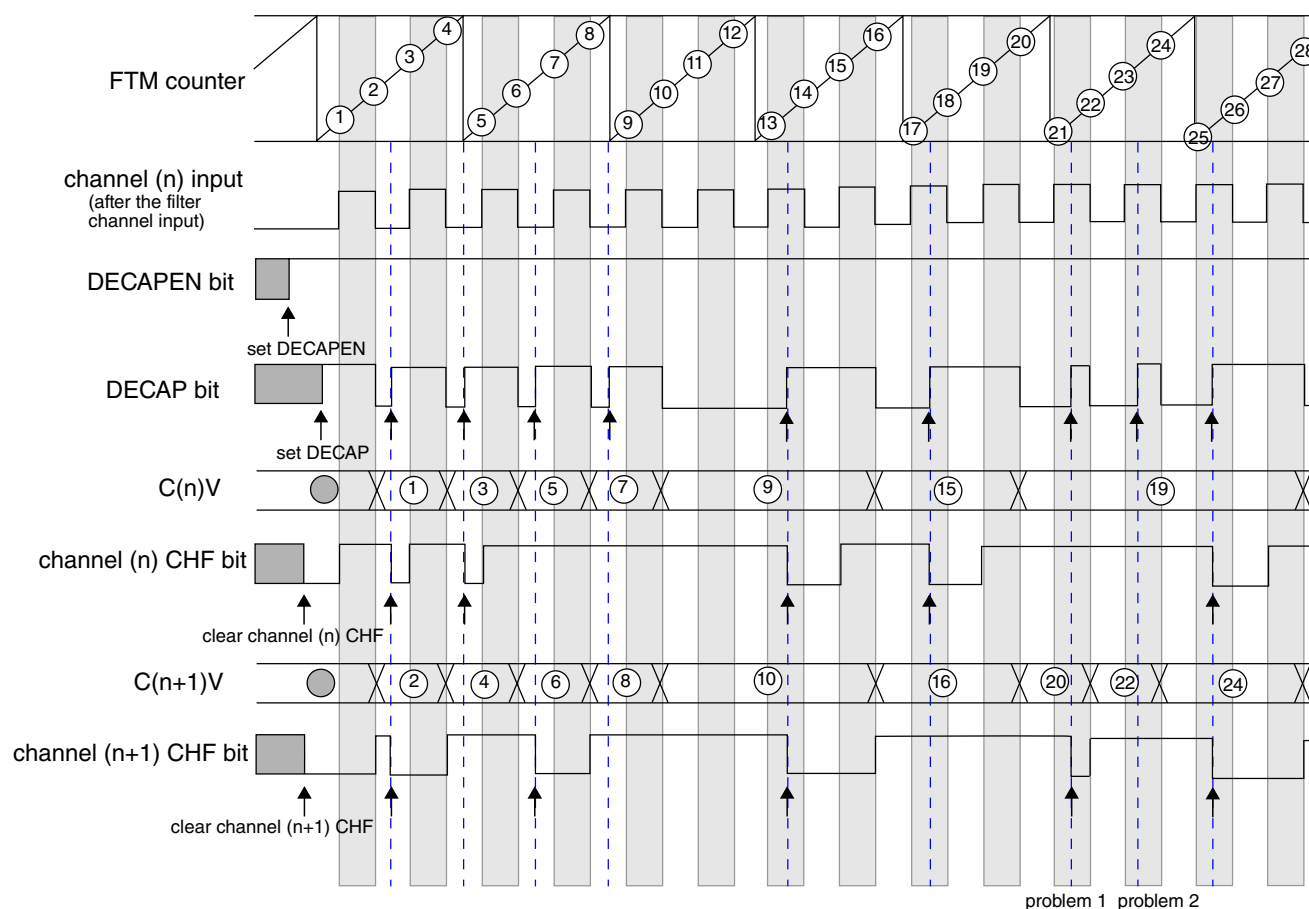 FTM counter
1 2 3 4 5 6 7 8 9 10 11 12 13 14 15 16 17 18 19 20 21 22 23 24 25 26 27 28
channel (n) input
(after the filter
channel input)
DECAPEN bit
set DECAPEN
DECAP bit
set DECAP
C(n)V
1 3 5 7 9 15 19
channel (n) CHF bit
clear channel (n) CHF
C(n+1)V
2 4 6 8 10 16 20 22 24
channel (n+1) CHF bit
clear channel (n+1) CHF
problem 1 problem 2